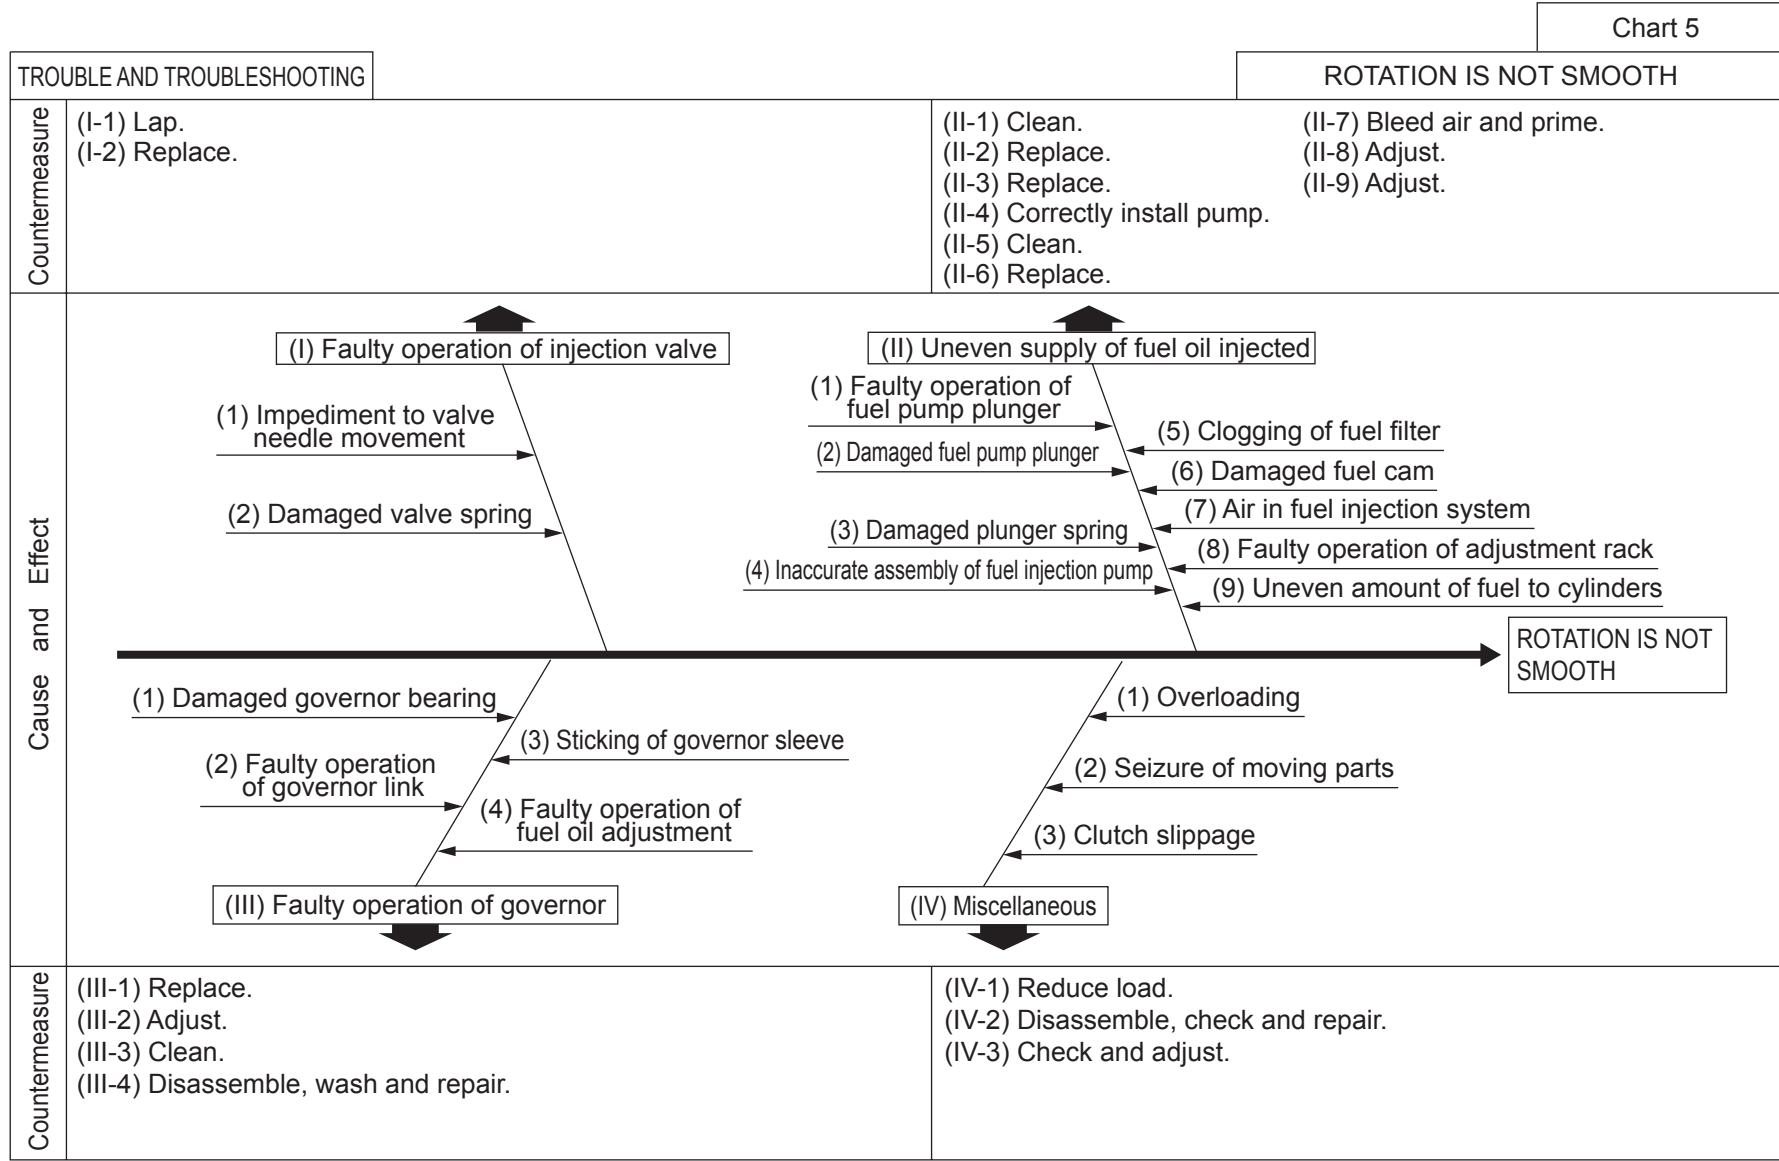 Chart 5
TROUBLE AND TROUBLESHOOTING
ROTATION IS NOT SMOOTH
Countermeasure
(I-1) Lap.
(I-2) Replace.
(II-1) Clean.
(II-2) Replace.
(II-3) Replace.
(II-4) Correctly install pump.
(II-5) Clean.
(II-6) Replace.
(II-7) Bleed air and prime.
(II-8) Adjust.
(II-9) Adjust.
Cause and Effect
(I) Faulty operation of injection valve
(1) Impediment to valve
needle movement
(2) Damaged valve spring
(II) Uneven supply of fuel oil injected
(1) Faulty operation of
fuel pump plunger
(2) Damaged fuel pump plunger
(3) Damaged plunger spring
(4) Inaccurate assembly of fuel injection pump
(5) Clogging of fuel filter
(6) Damaged fuel cam
(7) Air in fuel injection system
(8) Faulty operation of adjustment rack
(9) Uneven amount of fuel to cylinders
ROTATION IS NOT
SMOOTH
(1) Damaged governor bearing
(2) Faulty operation
of governor link
(3) Sticking of governor sleeve
(4) Faulty operation of
fuel oil adjustment
(III) Faulty operation of governor
(1) Overloading
(2) Seizure of moving parts
(3) Clutch slippage
(IV) Miscellaneous
Countermeasure
(III-1) Replace.
(III-2) Adjust.
(III-3) Clean.
(III-4) Disassemble, wash and repair.
(IV-1) Reduce load.
(IV-2) Disassemble, check and repair.
(IV-3) Check and adjust.